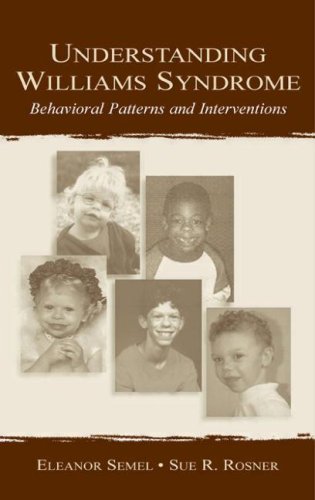 UNDERSTANDING
WILLIAMS SYNDROME
Behavioral Patterns and Interventions
ELEANOR SEMEL • SUE R. ROSNER